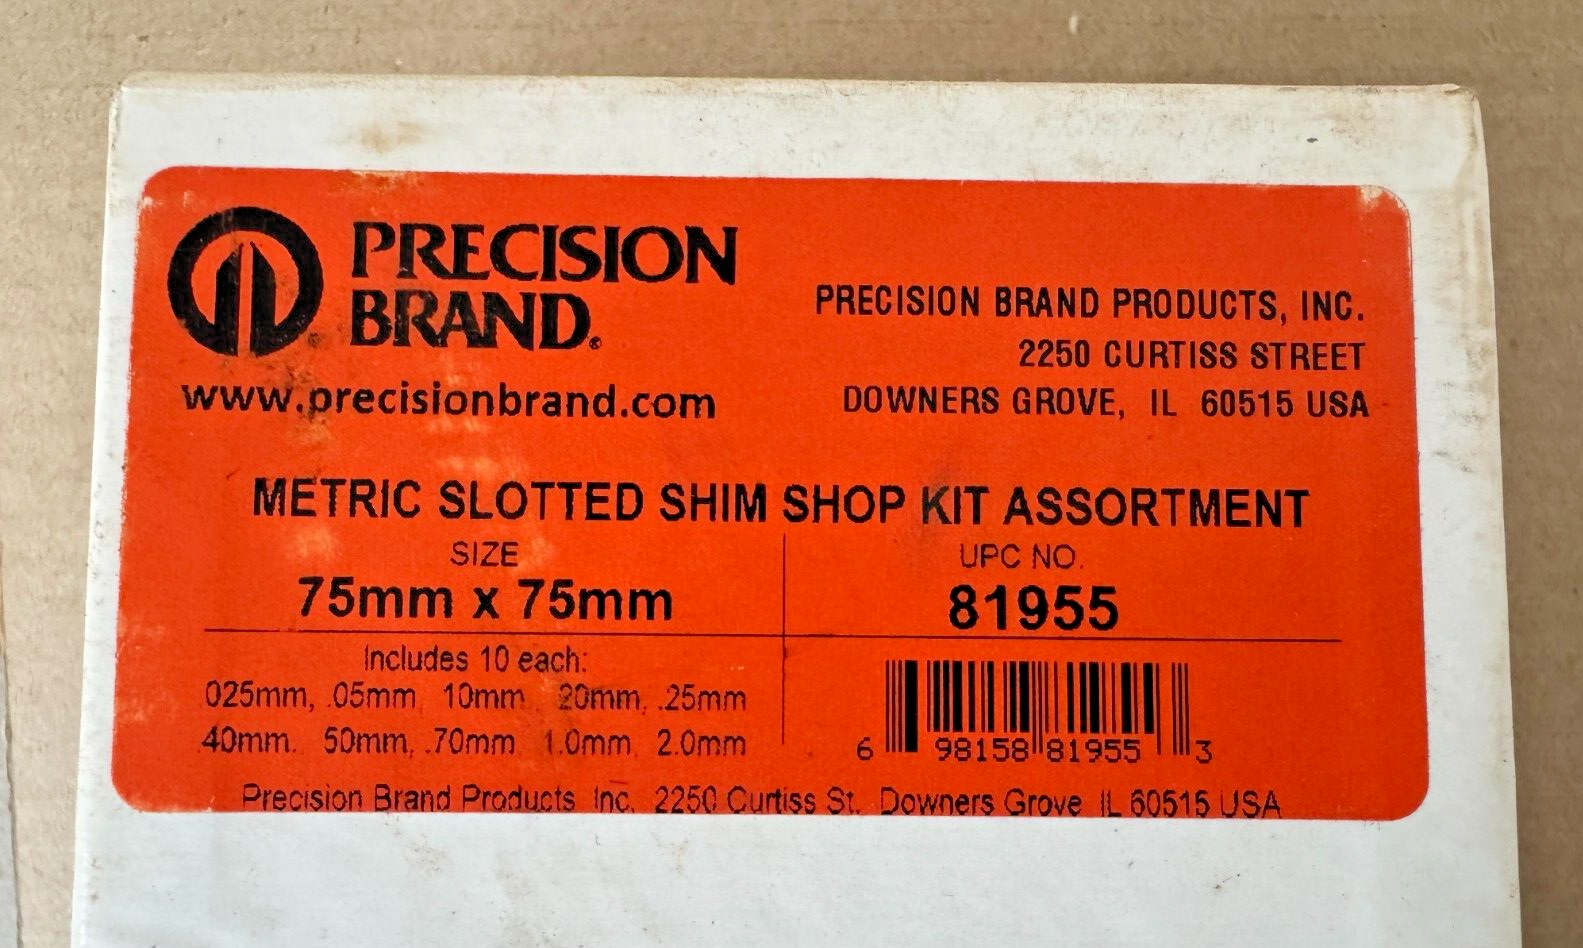 PRECISION
BRAND®
www.precisionbrand.com
PRECISION BRAND PRODUCTS, INC.
2250 CURTISS STREET
DOWNERS GROVE, IL 60515 USA
METRIC SLOTTED SHIM SHOP KIT ASSORTMENT
SIZE
75mm x 75mm
UPC NO.
81955
Includes 10 each:
025mm, .05mm 10mm 20mm, .25mm
.40mm. 50mm, .70mm 1.0mm 2.0mm
6 98158 81955 3
Precision Brand Products Inc. 2250 Curtiss St. Downers Grove IL 60515 USA